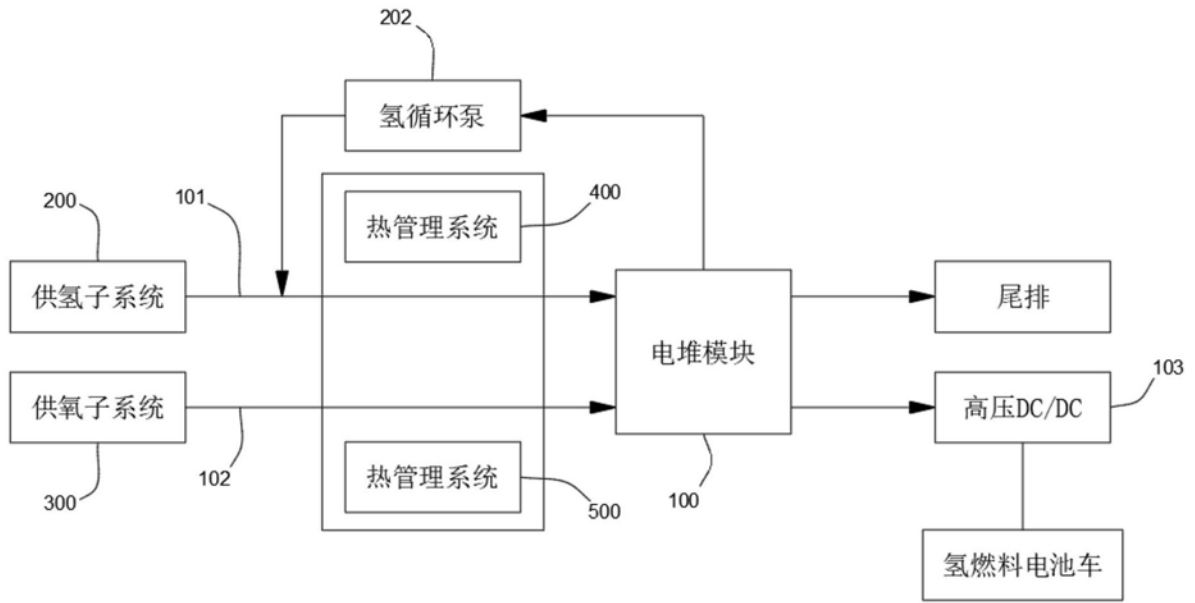 202
氢循环泵
200
101
400
热管理系统
供氢子系统
尾排
电堆模块
103
供氧子系统
高压DC/DC
102
热管理系统
300
500
100
氢燃料电池车